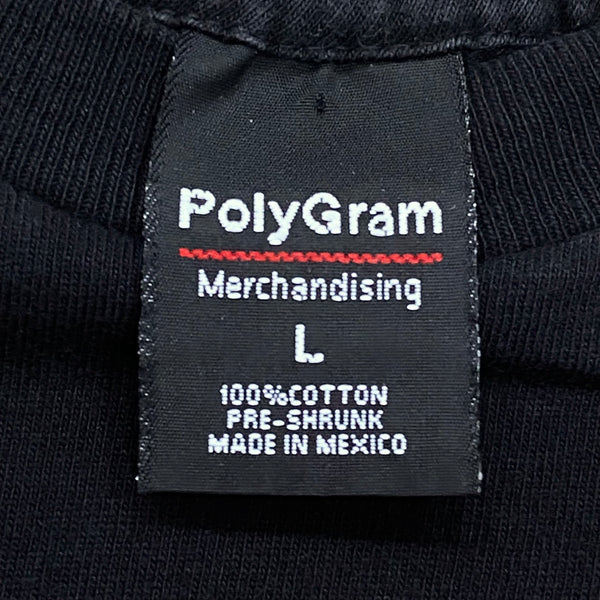 PolyGram
Merchandising
L
100%COTTON
PRE-SHRUNK
MADE IN MEXICO